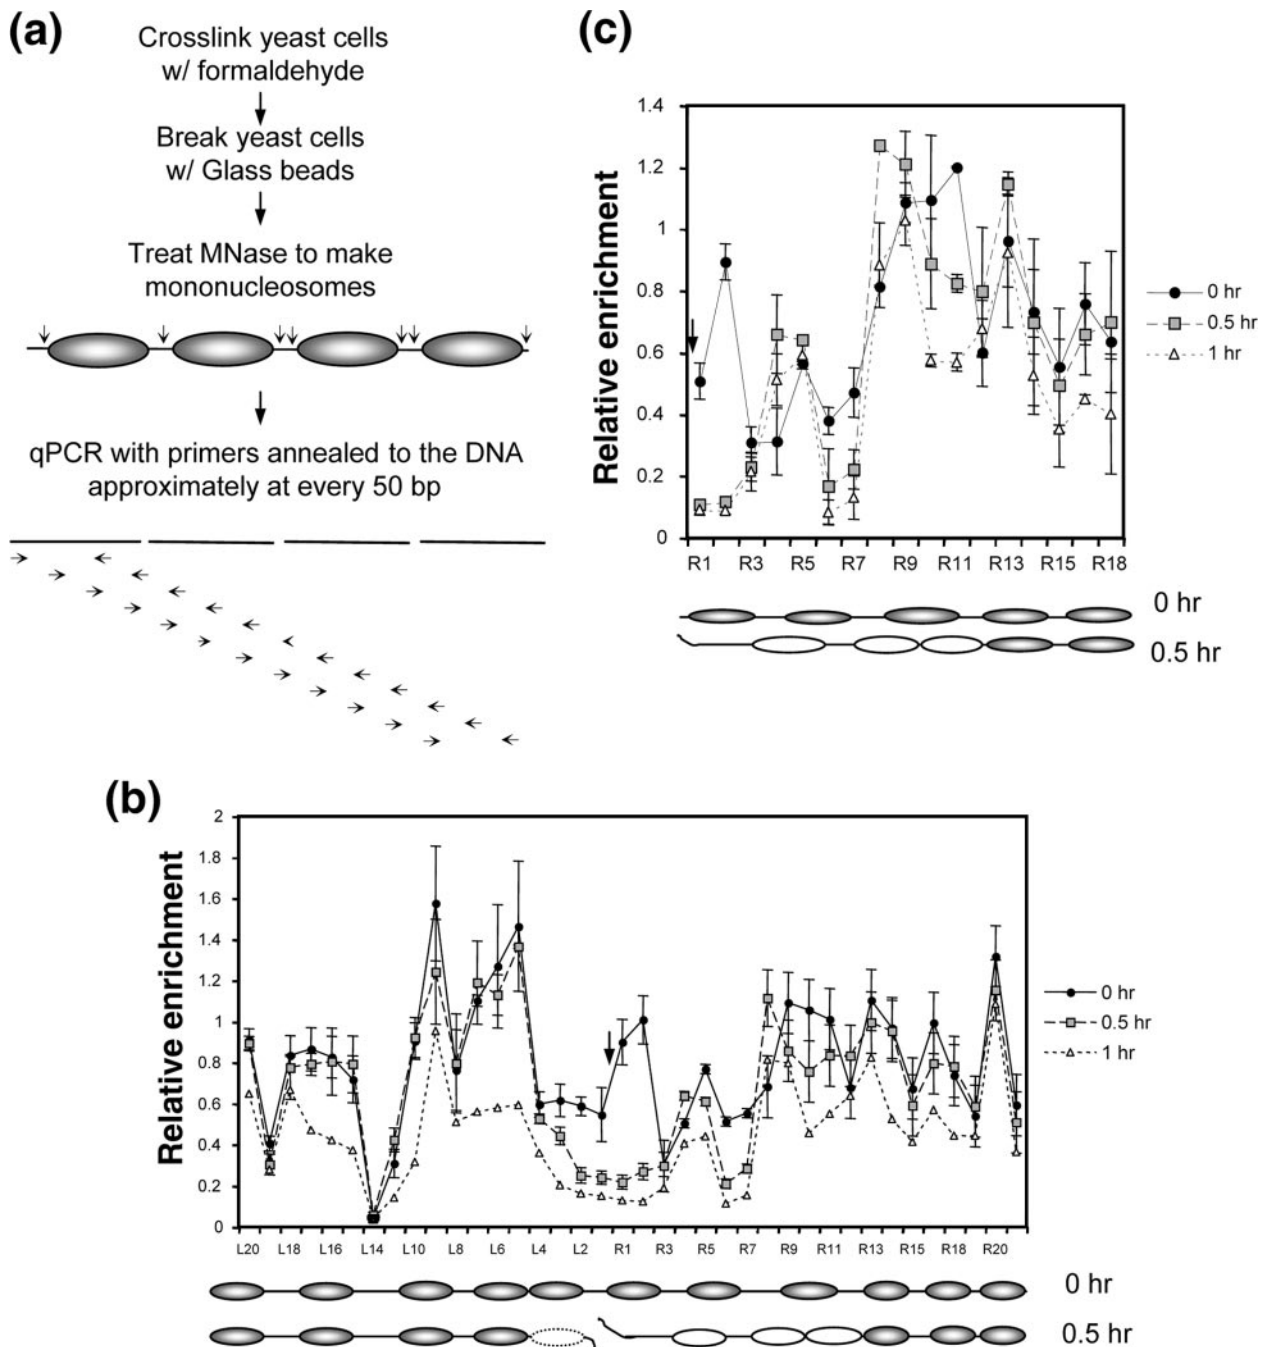 (a)
Crosslink yeast cells
w/ formaldehyde
Break yeast cells
w/ Glass beads
Treat MNase to make
mononucleosomes
qPCR with primers annealed to the DNA
approximately at every 50 bp
(c)
Relative enrichment
1.4
1.2
1
0.8
0.6
0.4
0.2
0
R1 R3 R5 R7 R9 R11 R13 R15 R18
0 hr
0.5 hr
1 hr
0 hr
0.5 hr
(b)
Relative enrichment
2
1.8
1.6
1.4
1.2
1
0.8
0.6
0.4
0.2
0
L20 L18 L16 L14 L10 L8 L6 L4 L2 R1 R3 R5 R7 R9 R11 R13 R15 R18 R20
0 hr
0.5 hr
1 hr
0 hr
0.5 hr